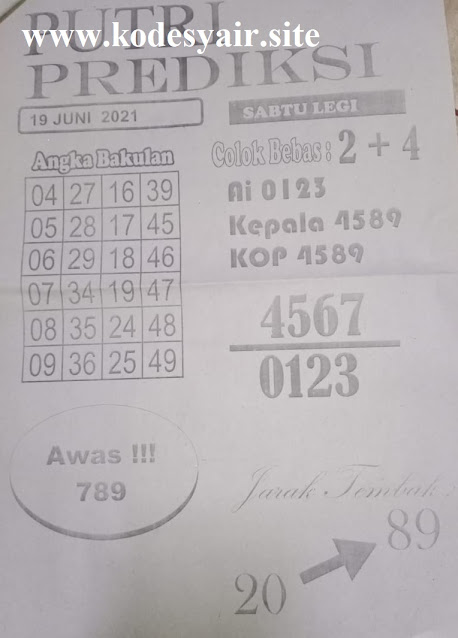 PUTRI
www.kodesyair.site
PREDIKSI
19 JUNI 2021
SABTU LEGI
Angka Bakulan
04 27 16 39
05 28 17 45
06 29 18 46
07 34 19 47
08 35 24 48
09 36 25 49
Colok Bebas : 2 + 4
Ai 0123
Kepala 4589
KOP 4589
4567
0123
Awas !!!
789
Jarak Tembak :
89
20